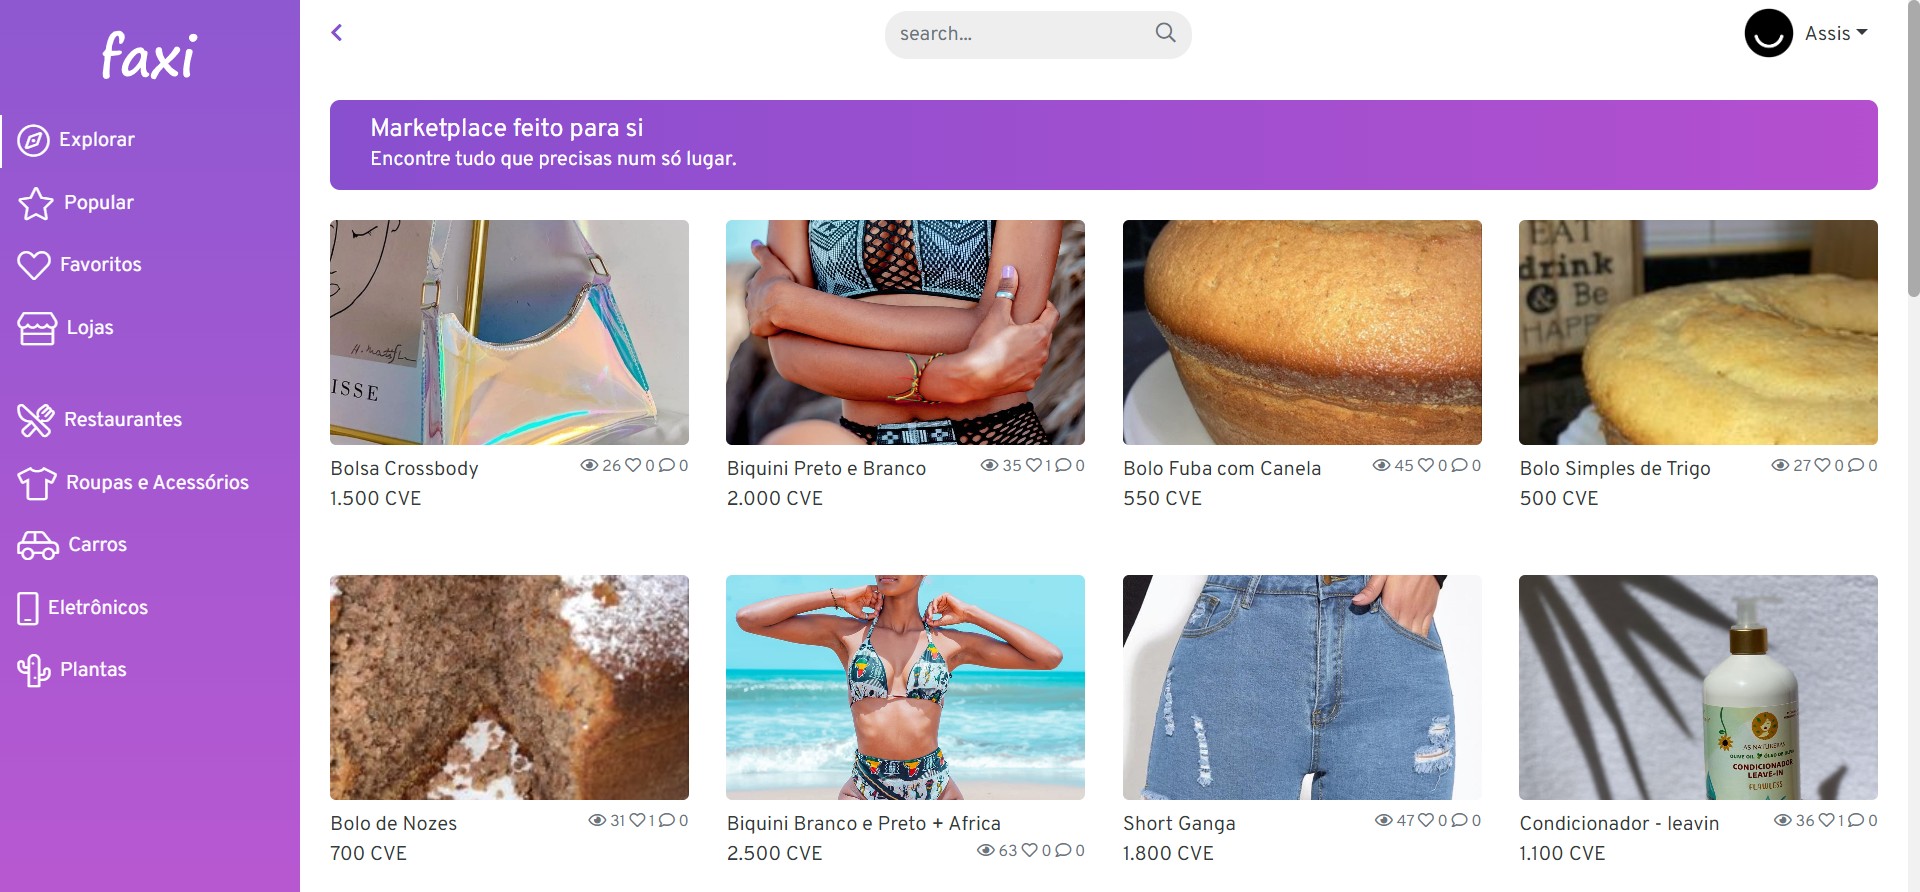 faxi
search...
Assis
Explorar
Popular
Favoritos
Lojas
Restaurantes
Roupas e Acessórios
Carros
Eletrônicos
Plantas
Marketplace feito para si
Encontre tudo que precisas num só lugar.
ISSE
EAT
drink
& Be
HAPP
Bolsa Crossbody 26 0 0
1.500 CVE
Biquini Preto e Branco 35 1 0
2.000 CVE
Bolo Fuba com Canela 45 0 0
550 CVE
Bolo Simples de Trigo 27 0 0
500 CVE
AS NATUREBAS
OLIVE OIL
CONDICIONADOR
LEAVE-IN
FLAWLESS
Bolo de Nozes 31 1 0
700 CVE
Biquini Branco e Preto + Africa
2.500 CVE 63 0 0
Short Ganga 47 0 0
1.800 CVE
Condicionador - leavin 36 1 0
1.100 CVE